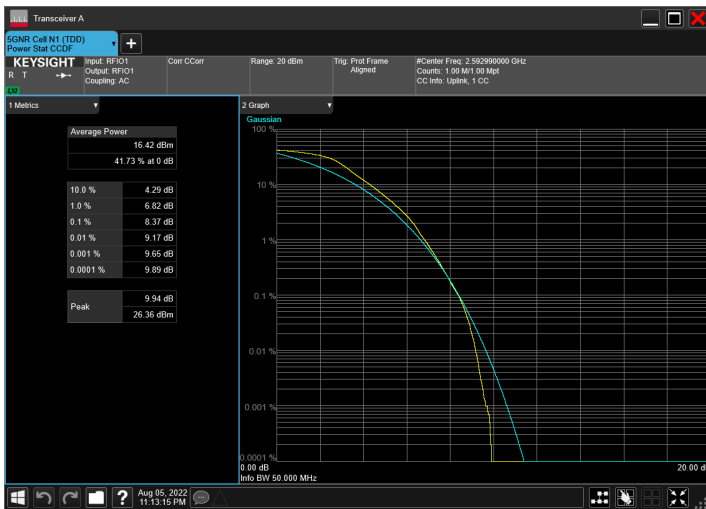 Transceiver A
5GNR Cell N1 (TDD)
Power Stat CCDF
KEYSIGHT
R T
LXI
Input: RFIO1
Output: RFIO1
Coupling: AC
Corr CCorr
Range: 20 dBm
Trig: Prot Frame
Aligned
#Center Freq: 2.592990000 GHz
Counts: 1.00 M/1.00 Mpt
CC Info: Uplink, 1 CC
1 Metrics
Average Power
16.42 dBm
41.73 % at 0 dB
10.0 % 4.29 dB
1.0 % 6.82 dB
0.1 % 8.37 dB
0.01 % 9.17 dB
0.001 % 9.65 dB
0.0001 % 9.89 dB
Peak
9.94 dB
26.36 dBm
2 Graph
Gaussian
100 %
10 %
1 %
0.1 %
0.01 %
0.001 %
0.0001 %
0.00 dB
20.00 d
Info BW 50.000 MHz
?
Aug 05, 2022
11:13:15 PM